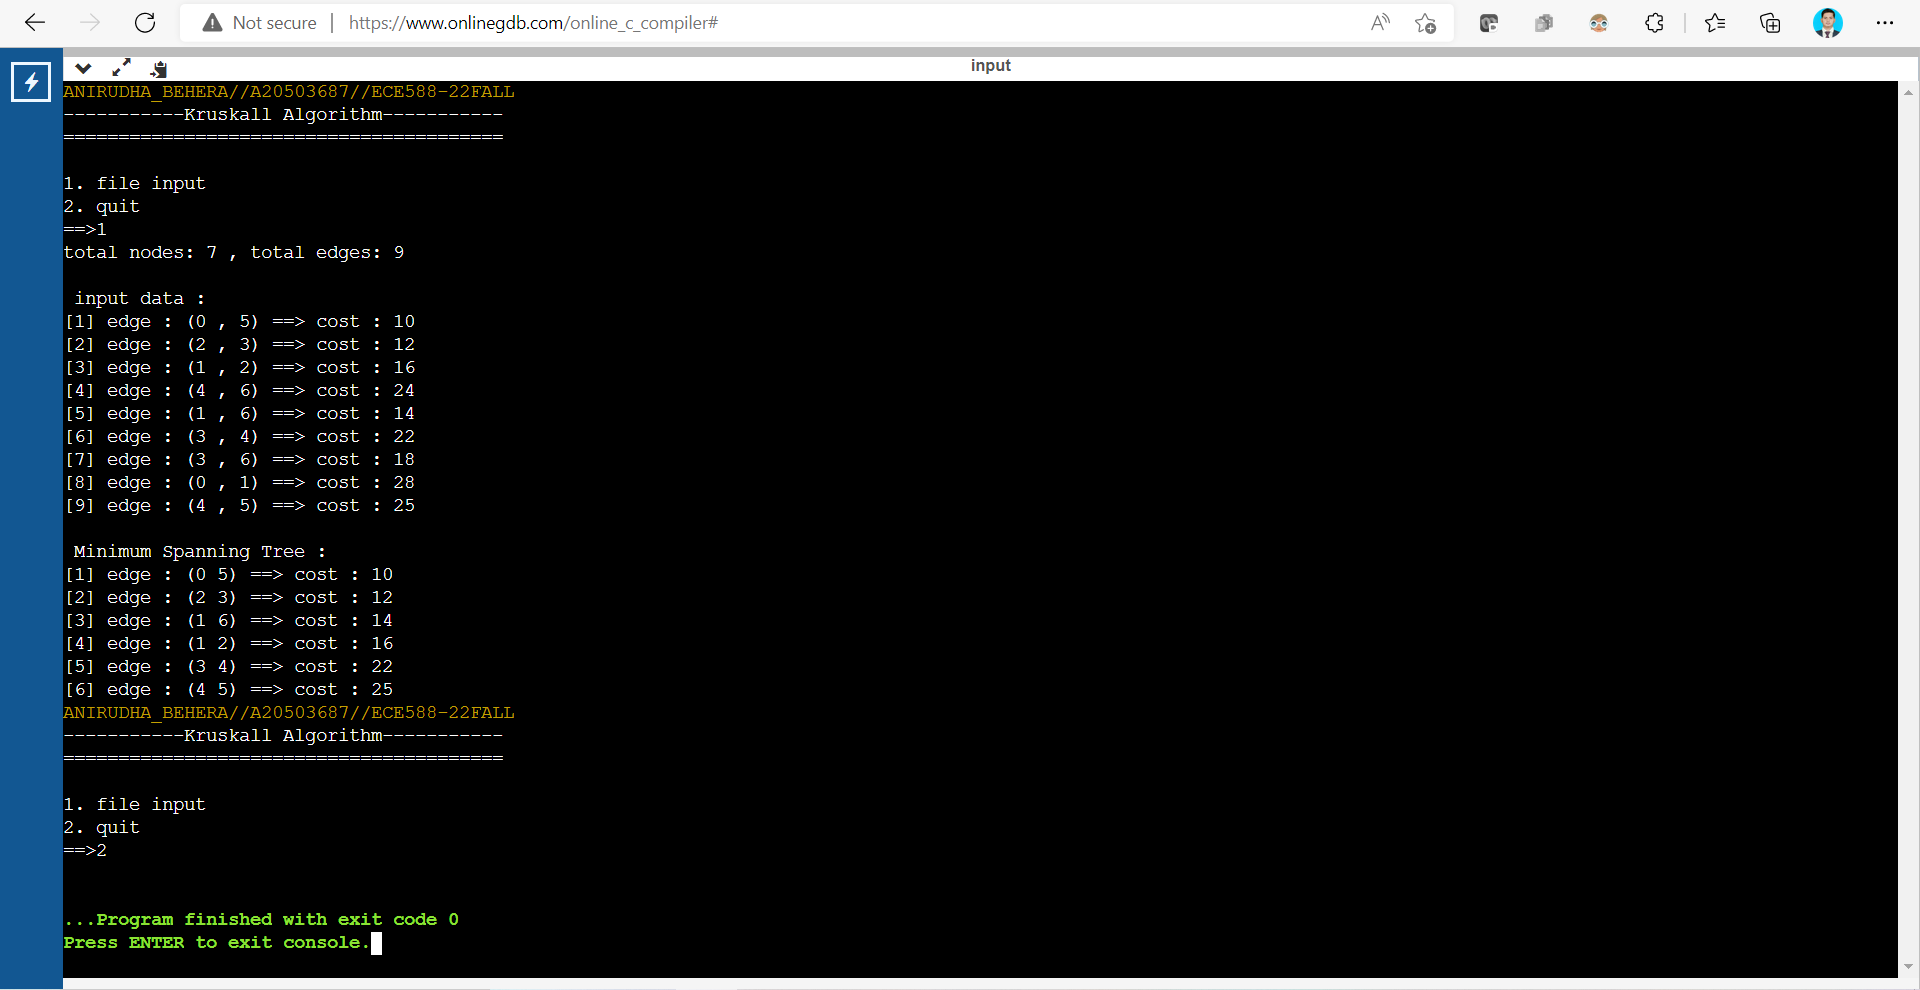 Not secure | https://www.onlinegdb.com/online_c_compiler#
input
ANIRUDHA_BEHERA//A20503687//ECE588-22FALL
-----------Kruskall Algorithm-----------
========================================
1. file input
2. quit
==>1
total nodes: 7 , total edges: 9
input data :
[1] edge : (0 , 5) ==> cost : 10
[2] edge : (2 , 3) ==> cost : 12
[3] edge : (1 , 2) ==> cost : 16
[4] edge : (4 , 6) ==> cost : 24
[5] edge : (1 , 6) ==> cost : 14
[6] edge : (3 , 4) ==> cost : 22
[7] edge : (3 , 6) ==> cost : 18
[8] edge : (0 , 1) ==> cost : 28
[9] edge : (4 , 5) ==> cost : 25
Minimum Spanning Tree :
[1] edge : (0 5) ==> cost : 10
[2] edge : (2 3) ==> cost : 12
[3] edge : (1 6) ==> cost : 14
[4] edge : (1 2) ==> cost : 16
[5] edge : (3 4) ==> cost : 22
[6] edge : (4 5) ==> cost : 25
ANIRUDHA_BEHERA//A20503687//ECE588-22FALL
-----------Kruskall Algorithm-----------
========================================
1. file input
2. quit
==>2
...Program finished with exit code 0
Press ENTER to exit console.